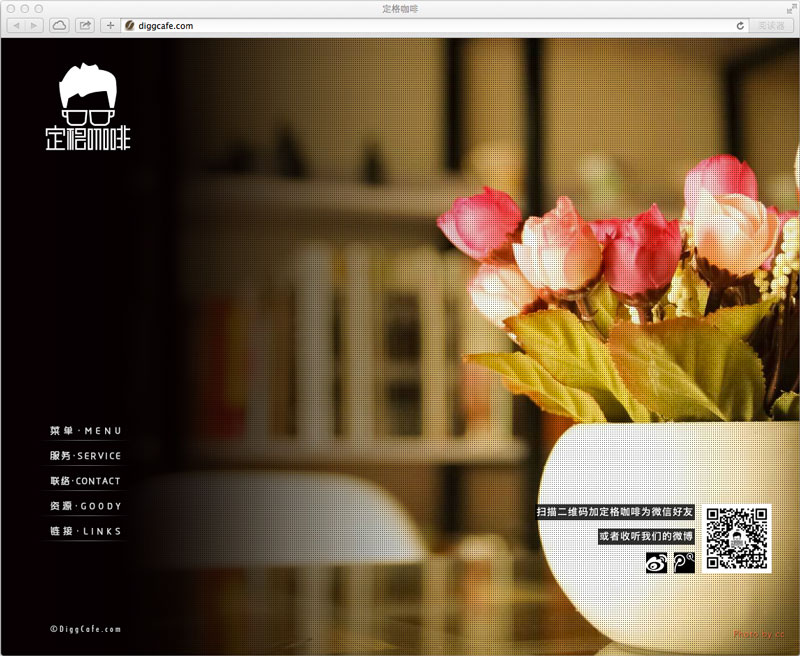 定格咖啡
diggcafe.com
阅读器
定格咖啡
菜单·MENU
服务·SERVICE
联络·CONTACT
资源·GOODY
链接·LINKS
扫描二维码加定格咖啡为微信好友
或者收听我们的微博
©DiggCafe.com
Photo by cc